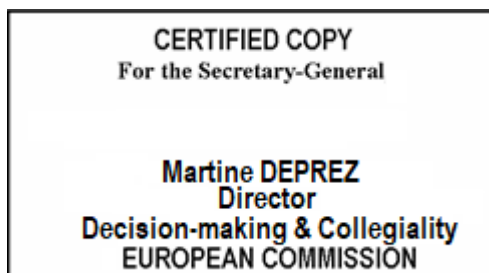 CERTIFIED COPY
For the Secretary-General
Martine DEPREZ
Director
Decision-making & Collegiality
EUROPEAN COMMISSION